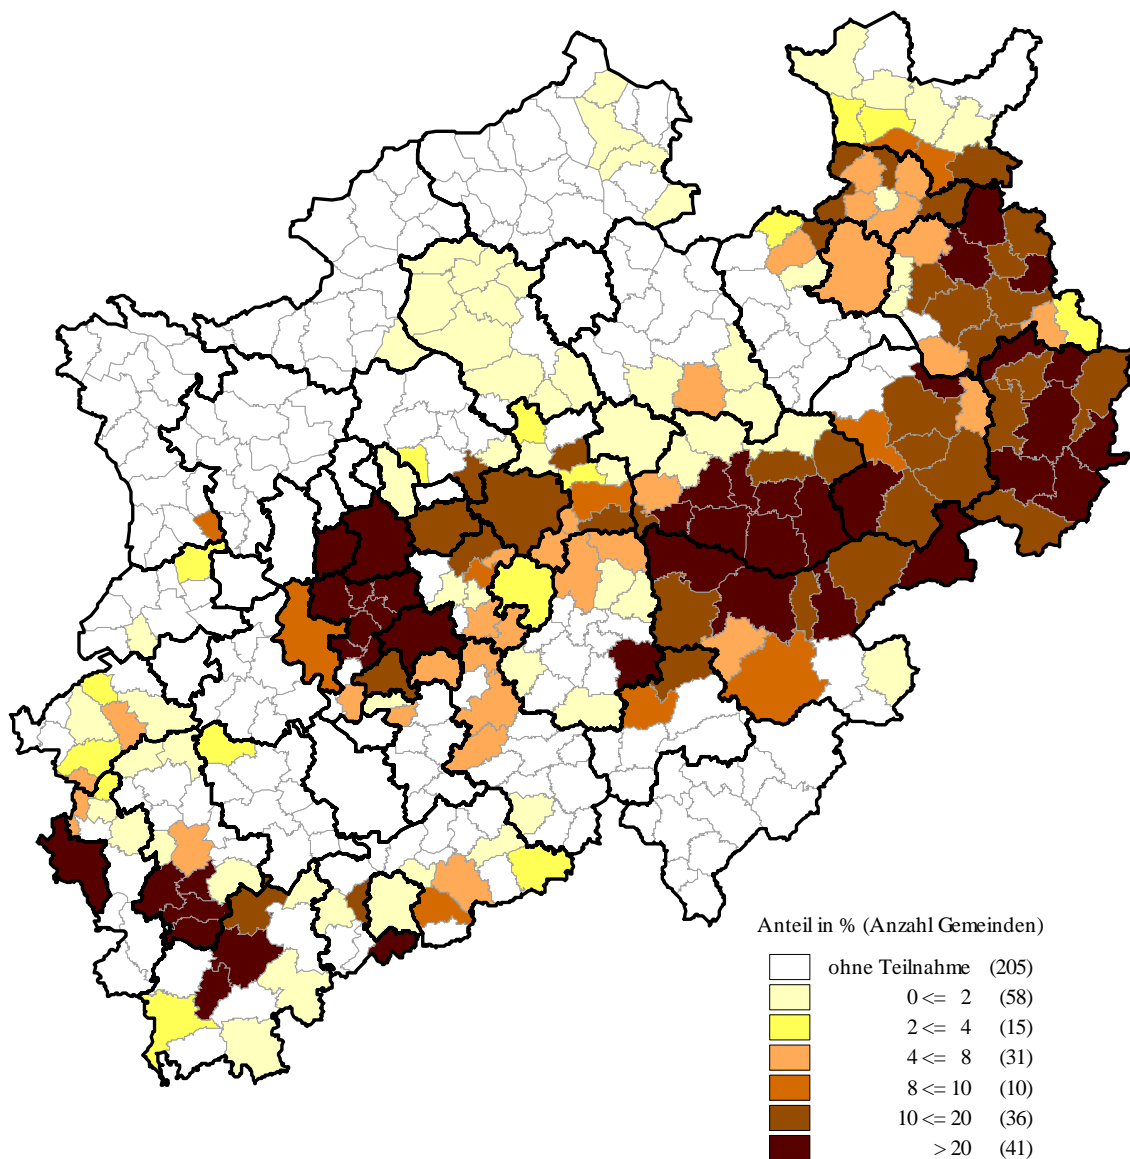 Anteil in % (Anzahl Gemeinden)
ohne Teilnahme (205)
0 <= 2 (58)
2 <= 4 (15)
4 <= 8 (31)
8 <= 10 (10)
10 <= 20 (36)
> 20 (41)